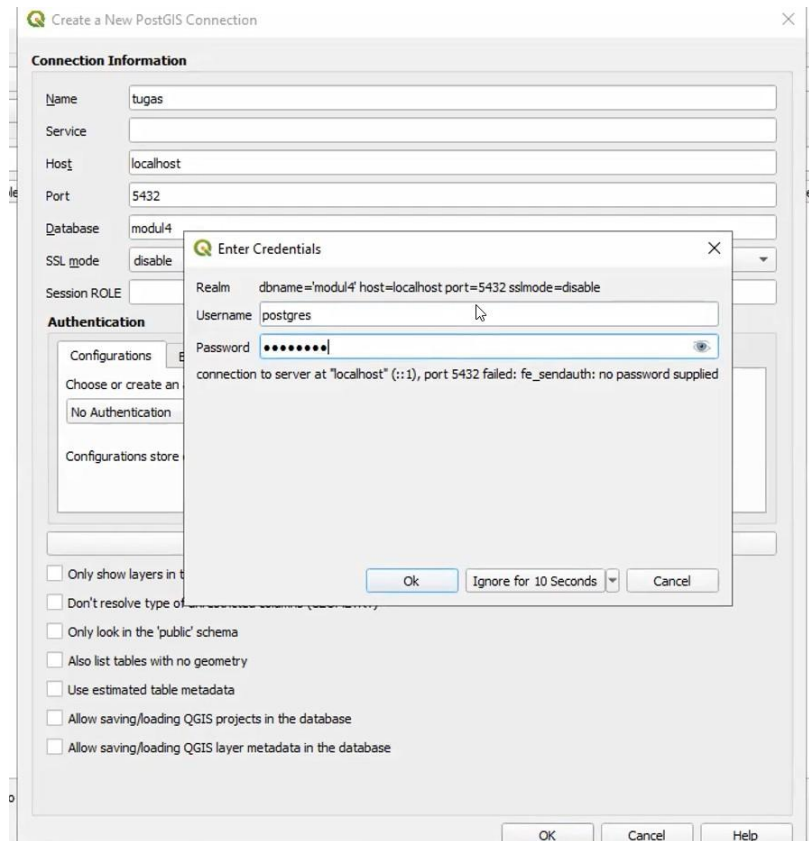 Create a New PostGIS Connection
Connection Information
Name tugas
Service
Host localhost
Port 5432
Database modul4
SSL mode disable
Session ROLE
Authentication
Configurations
Choose or create an
No Authentication
Configurations store
Enter Credentials
Realm dbname='modul4' host=localhost port=5432 sslmode=disable
Username postgres
Password ••••••••
connection to server at "localhost" (::1), port 5432 failed: fe_sendauth: no password supplied
Ok Ignore for 10 Seconds Cancel
Only show layers in t
Don't resolve type of
Only look in the 'public' schema
Also list tables with no geometry
Use estimated table metadata
Allow saving/loading QGIS projects in the database
Allow saving/loading QGIS layer metadata in the database
OK Cancel Help